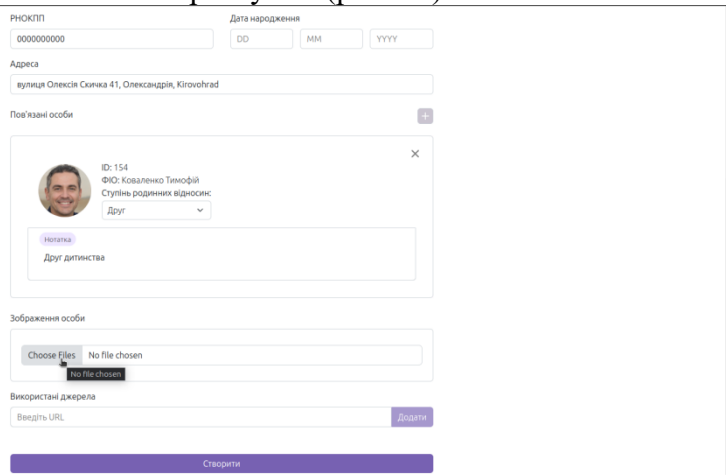 РНОКПП Дата народження
0000000000 DD MM YYYY
Адреса
вулиця Олексія Скичка 41, Олександрія, Kirovohrad
Пов'язані особи +
ID: 154
ФІО: Коваленко Тимофій
Ступінь родинних відносин:
Друг
Нотатка
Друг дитинства
Зображення особи
Choose Files No file chosen
No file chosen
Використані джерела
Введіть URL Додати
Створити